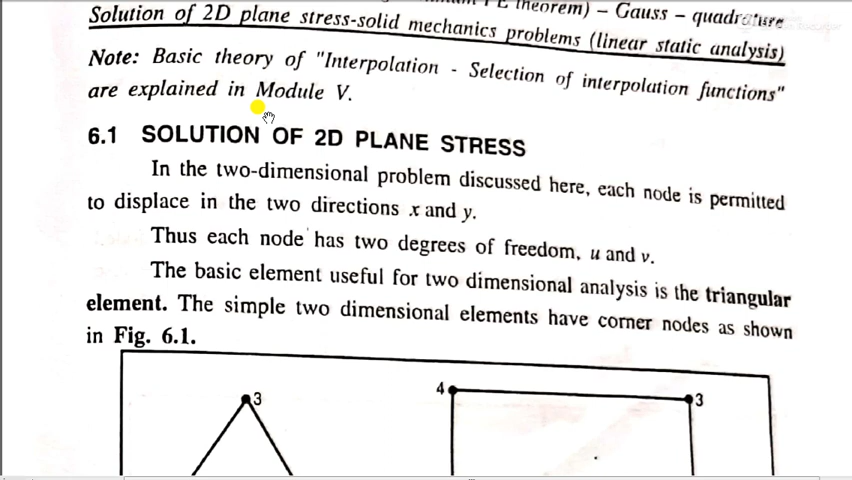 Theorem) – Gauss – quadrature
Solution of 2D plane stress-solid mechanics problems (linear static analysis)
Note: Basic theory of "Interpolation - Selection of interpolation functions"
are explained in Module V.
6.1 SOLUTION OF 2D PLANE STRESS
In the two-dimensional problem discussed here, each node is permitted
to displace in the two directions x and y.
Thus each node has two degrees of freedom, u and v.
The basic element useful for two dimensional analysis is the triangular
element. The simple two dimensional elements have corner nodes as shown
in Fig. 6.1.
3 4 3